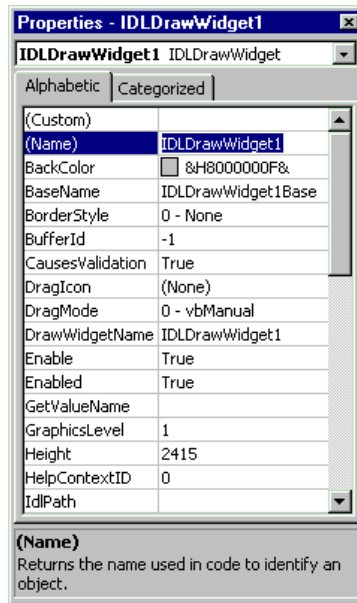 Properties - IDLDrawWidget1
IDLDrawWidget1 IDLDrawWidget
Alphabetic Categorized
(Custom)
(Name) IDLDrawWidget1
BackColor &H8000000F&
BaseName IDLDrawWidget1Base
BorderStyle 0 - None
BufferId -1
CausesValidation True
DragIcon (None)
DragMode 0 - vbManual
DrawWidgetName IDLDrawWidget1
Enable True
Enabled True
GetValueName
GraphicsLevel 1
Height 2415
HelpContextID 0
IdlPath
(Name)
Returns the name used in code to identify an
object.